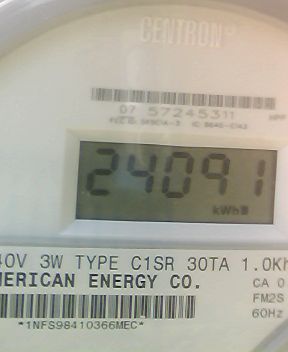 CENTRON®
07 57245311
24091
kWh
40V 3W TYPE C1SR 30TA 1.0Kh
MERICAN ENERGY CO.
CA 0
FM2S
60Hz
*1NFS98410366MEC*